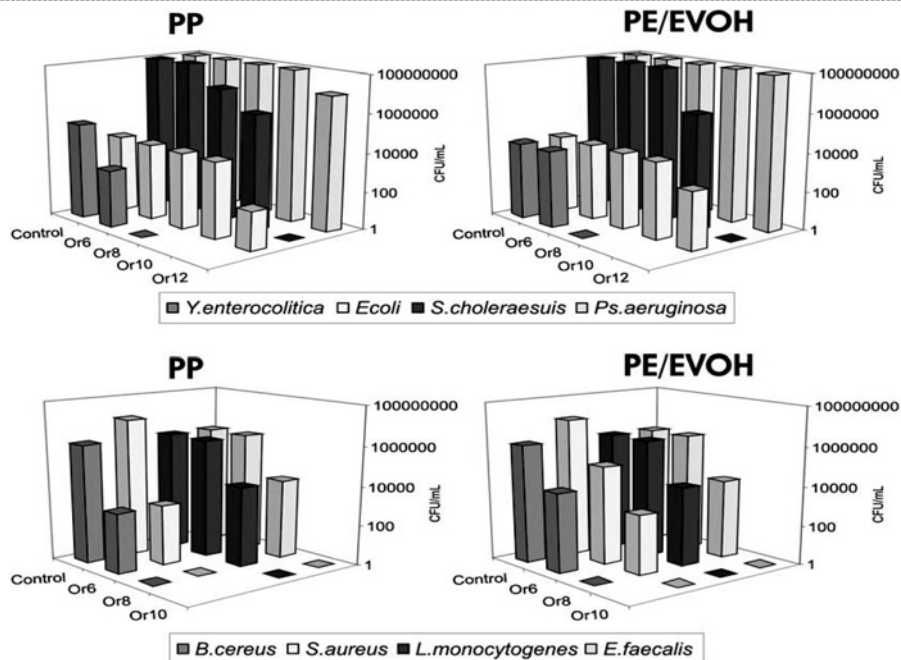 PP
PE/EVOH
100000000
1000000
10000
100
1
CFU/mL
Control
Or6
Or8
Or10
Or12
100000000
1000000
10000
100
1
CFU/mL
Control
Or6
Or8
Or10
Or12
Y.enterocolitica Ecoli S.choleraesuis Ps.aeruginosa
PP
PE/EVOH
100000000
1000000
10000
100
1
CFU/mL
Control
Or6
Or8
Or10
100000000
1000000
10000
100
1
CFU/mL
Control
Or6
Or8
Or10
B.cereus S.aureus L.monocytogenes E.faecalis